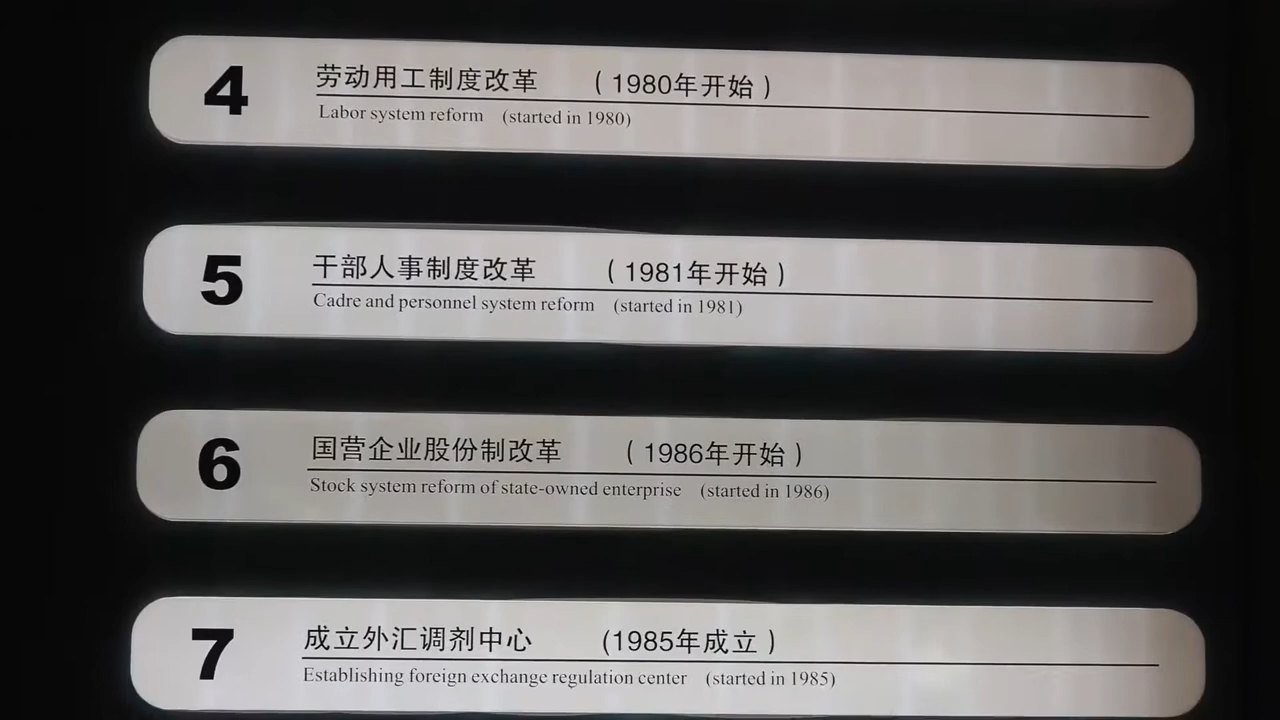 4
劳动用工制度改革 （1980年开始）
Labor system reform (started in 1980)
5
干部人事制度改革 （1981年开始）
Cadre and personnel system reform (started in 1981)
6
国营企业股份制改革 （1986年开始）
Stock system reform of state-owned enterprise (started in 1986)
7
成立外汇调剂中心 (1985年成立）
Establishing foreign exchange regulation center (started in 1985)